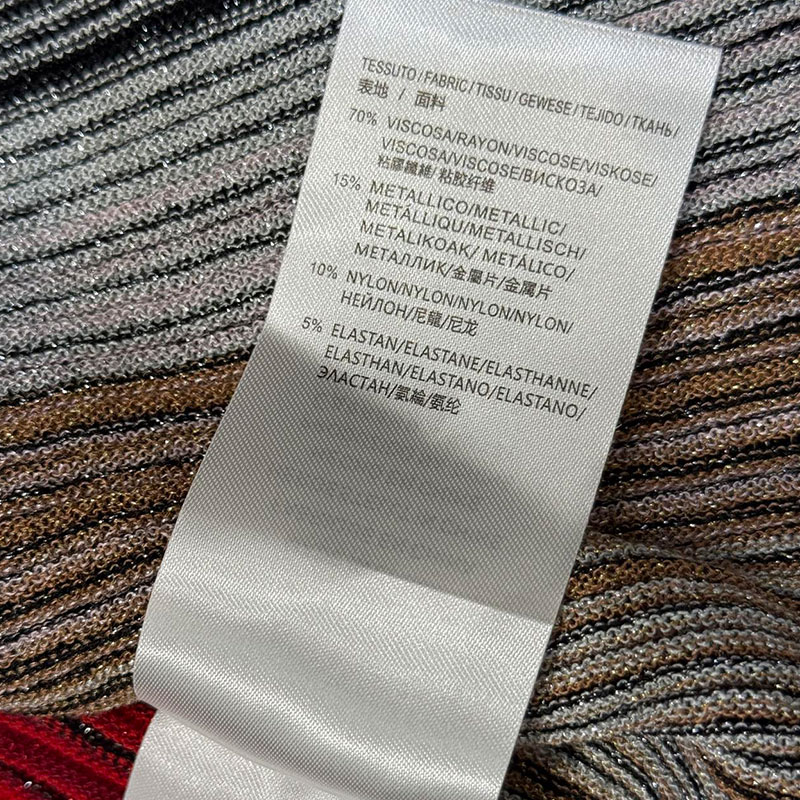 TESSUTO/FABRIC/TISSU/GEWESE/TEJIDO/ТКАНЬ/
表地 / 面料
70% VISCOSA/RAYON/VISCOSE/VISKOSE/
VISCOSA/VISCOSE/ВИСКОЗА/
粘膠纖維/粘胶纤维
15% METALLICO/METALLIC/
METALLIQU/METALLISCH/
METALIKOAK/ METÁLICO/
МЕТАЛЛИК/金屬片/金属片
10% NYLON/NYLON/NYLON/NYLON/
НЕЙЛОН/尼龍/尼龙
5% ELASTAN/ELASTANE/ELASTHANNE/
ELASTHAN/ELASTANO/ELASTANO/
ЭЛАСТАН/氨綸/氨纶